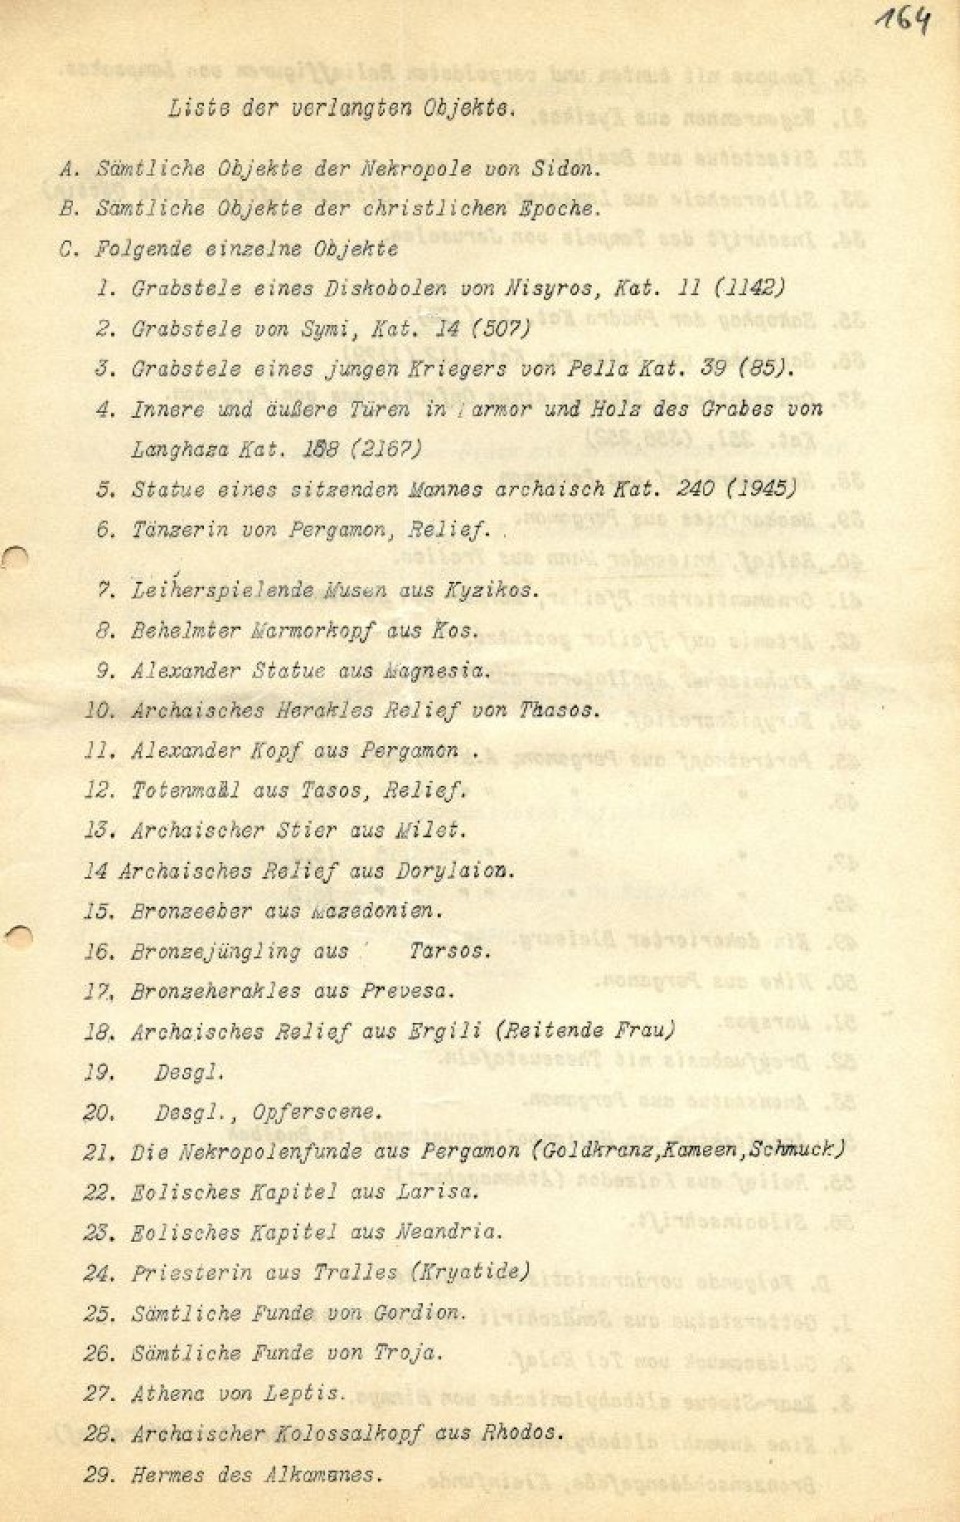 164
Liste der verlangten Objekte.
A. Sämtliche Objekte der Nekropole von Sidon.
B. Sämtliche Objekte der christlichen Epoche.
C. Folgende einzelne Objekte
1. Grabstele eines Diskobolen von Nisyros, Kat. 11 (1142)
2. Grabstele von Symi, Kat. 14 (507)
3. Grabstele eines jungen Kriegers von Pella Kat. 39 (85).
4. Innere und äußere Türen in armor und Holz des Grabes von
Langhaza Kat. (2167)
5. Statue eines sitzenden Mannes archaisch Kat. 240 (1945)
6. Tänzerin von Pergamon, Relief.
7. Leiherspielende Musen aus Kyzikos.
8. Behelmter Marmorkopf aus Kos.
9. Alexander Statue aus Magnesia.
10. Archaisches Herakles Relief von Thasos.
11. Alexander Kopf aus Pergamon .
12. Totenmahl aus Tasos, Relief.
13. Archaischer Stier aus Milet.
14 Archaisches Relief aus Dorylaion.
15. Bronzeeber aus Mazedonien.
16. Bronzejüngling aus Tarsos.
17. Bronzeherakles aus Prevesa.
18. Archaisches Relief aus Ergili (Reitende Frau)
19. Desgl.
20. Desgl., Opferscene.
21. Die Nekropolenfunde aus Pergamon (Goldkranz,Kameen,Schmuck)
22. Eolisches Kapitel aus Larisa.
23. Eolisches Kapitel aus Neandria.
24. Priesterin aus Tralles (Kryatide)
25. Sämtliche Funde von Gordion.
26. Sämtliche Funde von Troja.
27. Athena von Leptis.
28. Archaischer Kolossalkopf aus Rhodos.
29. Hermes des Alkamanes.